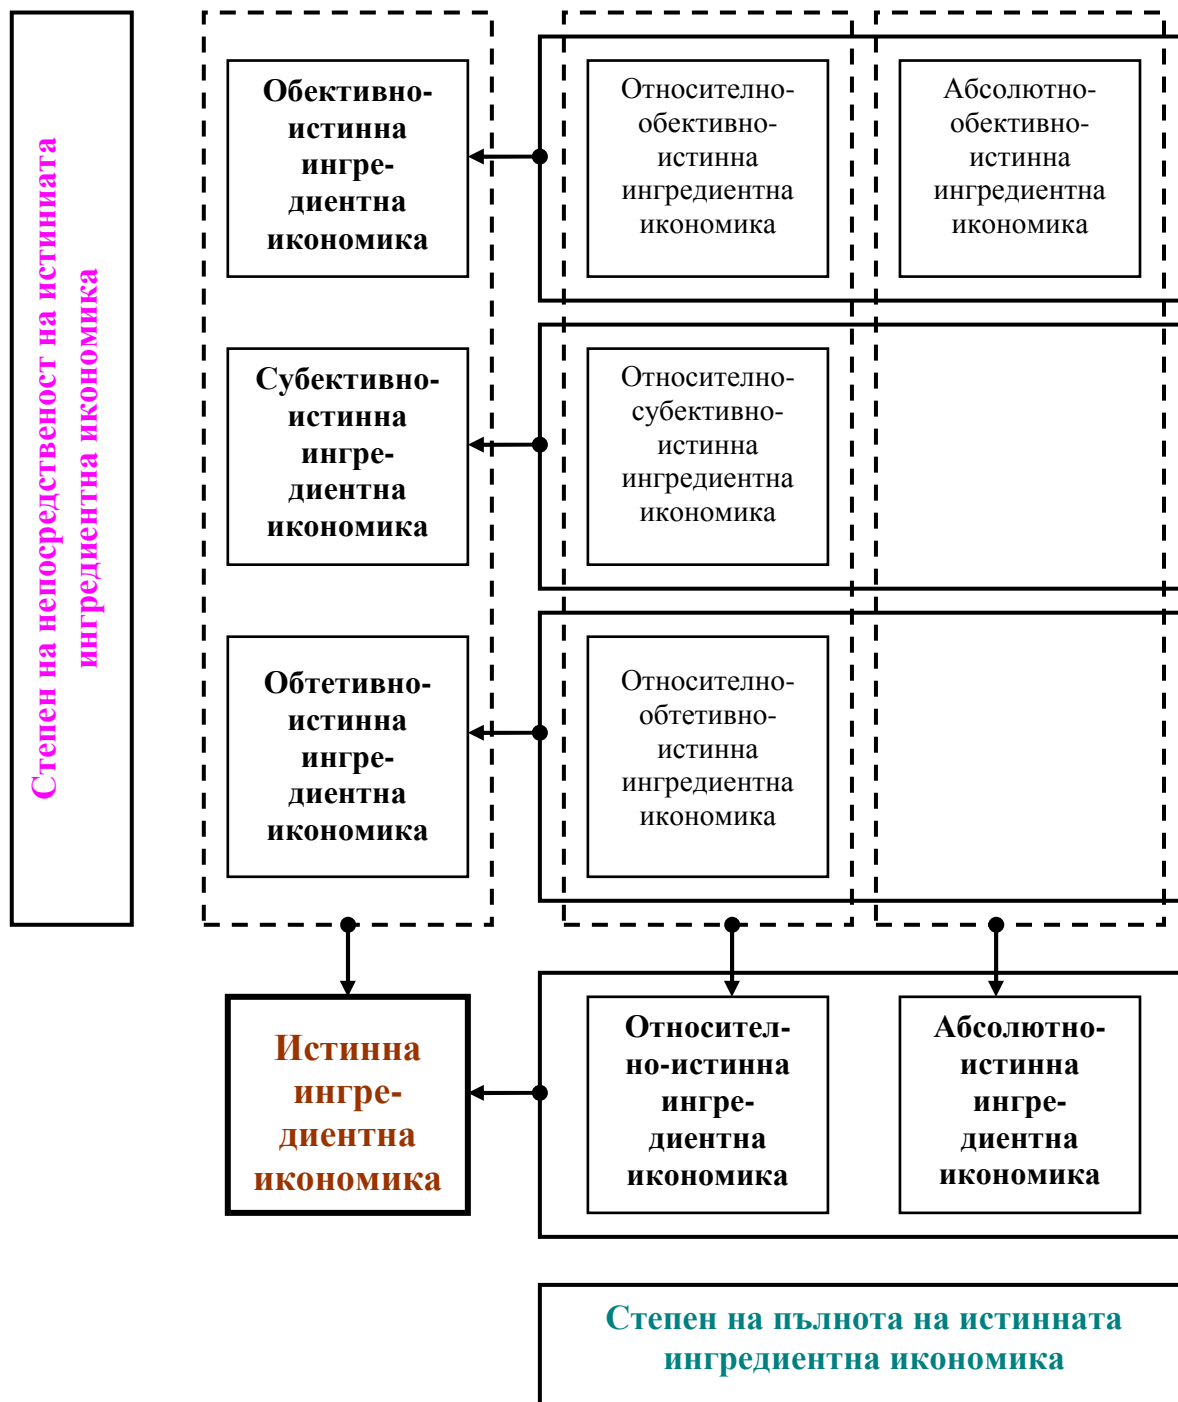 Степен на непосредственост на истинната
ингредиентна икономика
Обективно-
истинна
ингре-
диентна
икономика
Относително-
обективно-
истинна
ингредиентна
икономика
Абсолютно-
обективно-
истинна
ингредиентна
икономика
Субективно-
истинна
ингре-
диентна
икономика
Относително-
субективно-
истинна
ингредиентна
икономика
Обтетивно-
истинна
ингре-
диентна
икономика
Относително-
обтетивно-
истинна
ингредиентна
икономика
Истинна
ингре-
диентна
икономика
Относител-
но-истинна
ингре-
диентна
икономика
Абсолютно-
истинна
ингре-
диентна
икономика
Степен на пълнота на истинната
ингредиентна икономика